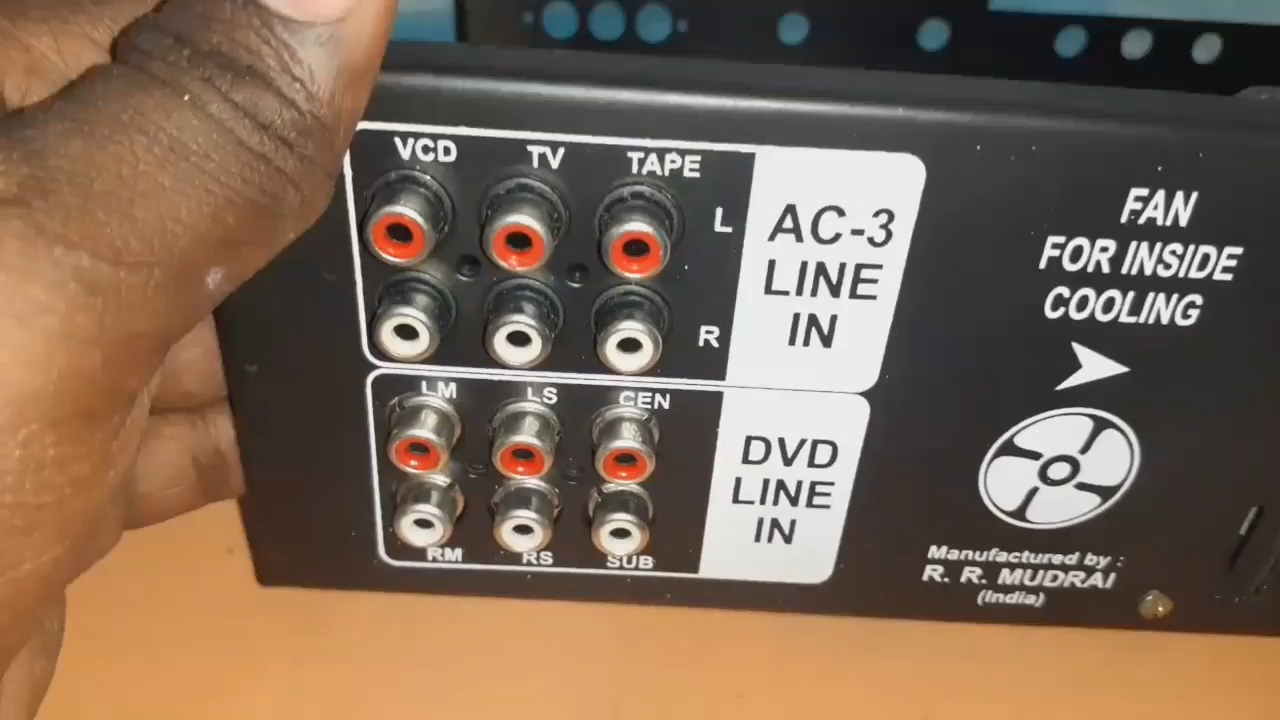 VCD TV TAPE
L
R
AC-3
LINE
IN
LM LS CEN
RM RS SUB
DVD
LINE
IN
FAN
FOR INSIDE
COOLING
Manufactured by :
R. R. MUDRAI
(India)